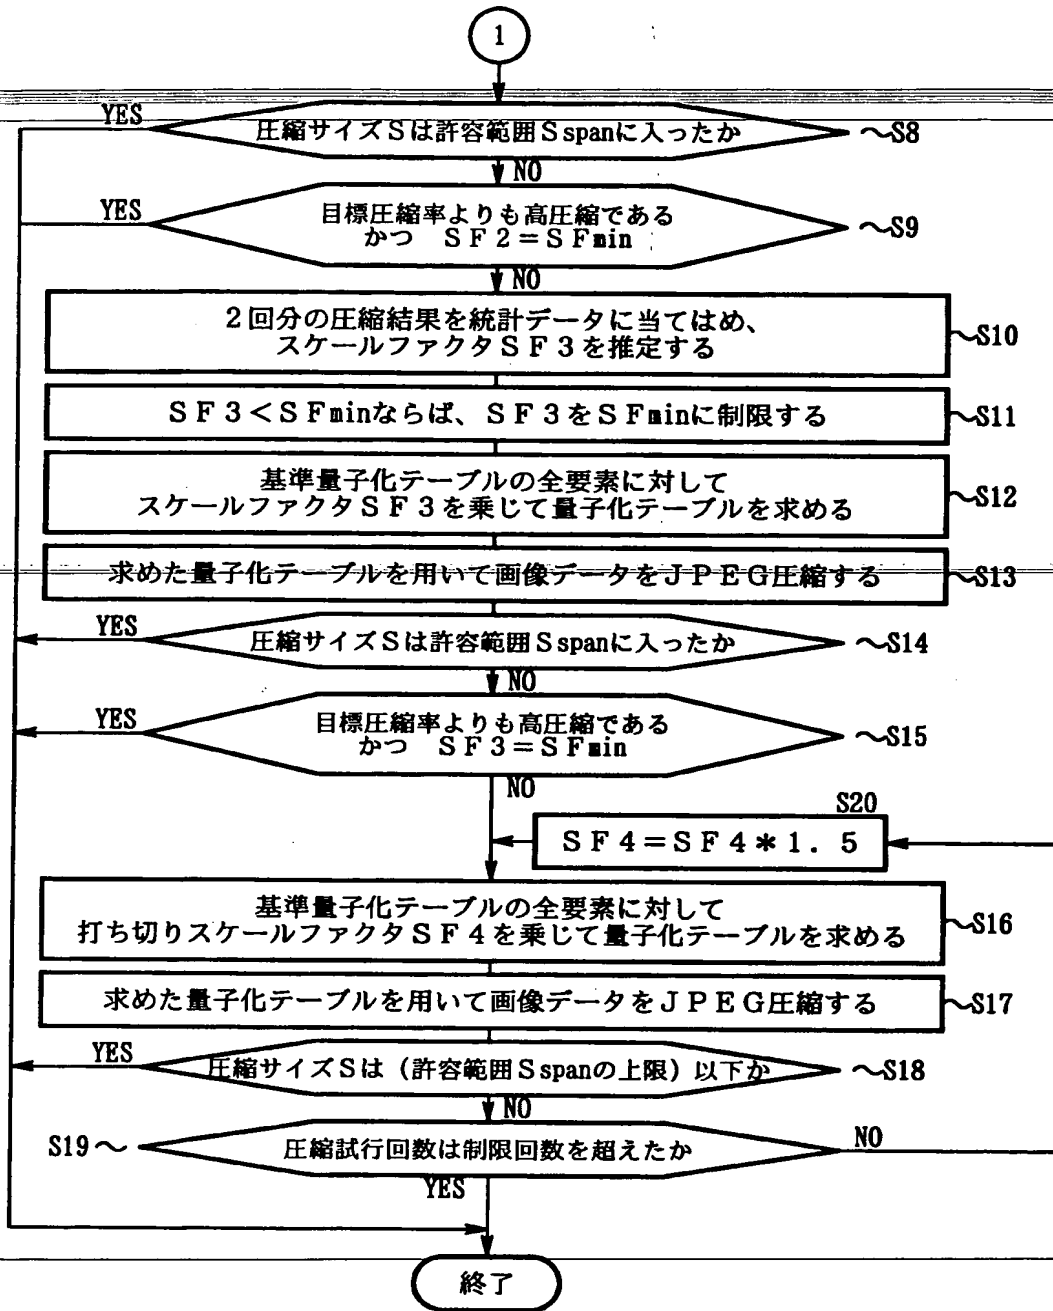 1
YES
圧縮サイズSは許容範囲Sspanに入ったか
~S8
NO
YES
目標圧縮率よりも高圧縮である
かつ SF2=SFmin
~S9
NO
2回分の圧縮結果を統計データに当てはめ、
スケールファクタSF3を推定する
~S10
SF3<SFminならば、SF3をSFminに制限する
~S11
基準量子化テーブルの全要素に対して
スケールファクタSF3を乗じて量子化テーブルを求める
~S12
求めた量子化テーブルを用いて画像データをJPEG圧縮する
~S13
YES
圧縮サイズSは許容範囲Sspanに入ったか
~S14
NO
YES
目標圧縮率よりも高圧縮である
かつ SF3=SFmin
~S15
NO
S20
SF4=SF4*1.5
基準量子化テーブルの全要素に対して
打ち切りスケールファクタSF4を乗じて量子化テーブルを求める
~S16
求めた量子化テーブルを用いて画像データをJPEG圧縮する
~S17
YES
圧縮サイズSは(許容範囲Sspanの上限)以下か
~S18
NO
S19~
圧縮試行回数は制限回数を超えたか
NO
YES
終了